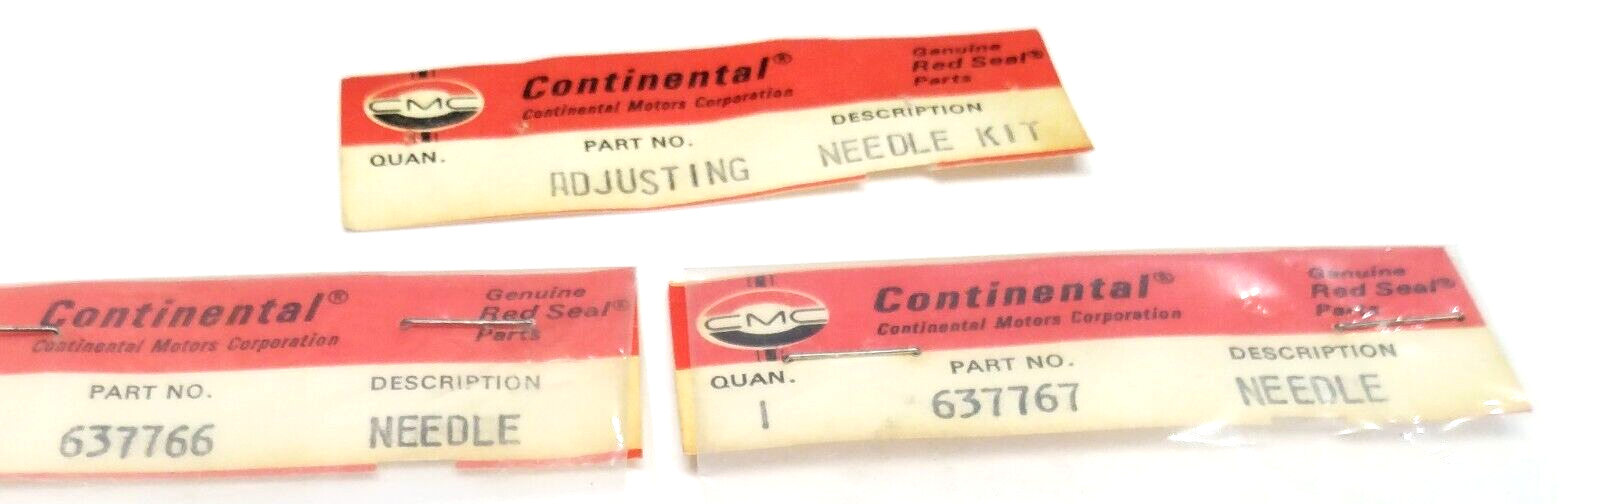 CMC
Continental®
Continental Motors Corporation
Genuine
Red Seal®
Parts
QUAN.
PART NO.
DESCRIPTION
ADJUSTING NEEDLE KIT
Continental®
Continental Motors Corporation
Genuine
Red Seal®
Parts
PART NO.
DESCRIPTION
637766
NEEDLE
CMC
Continental®
Continental Motors Corporation
Genuine
Red Seal®
Parts
QUAN.
PART NO.
DESCRIPTION
1
637767
NEEDLE